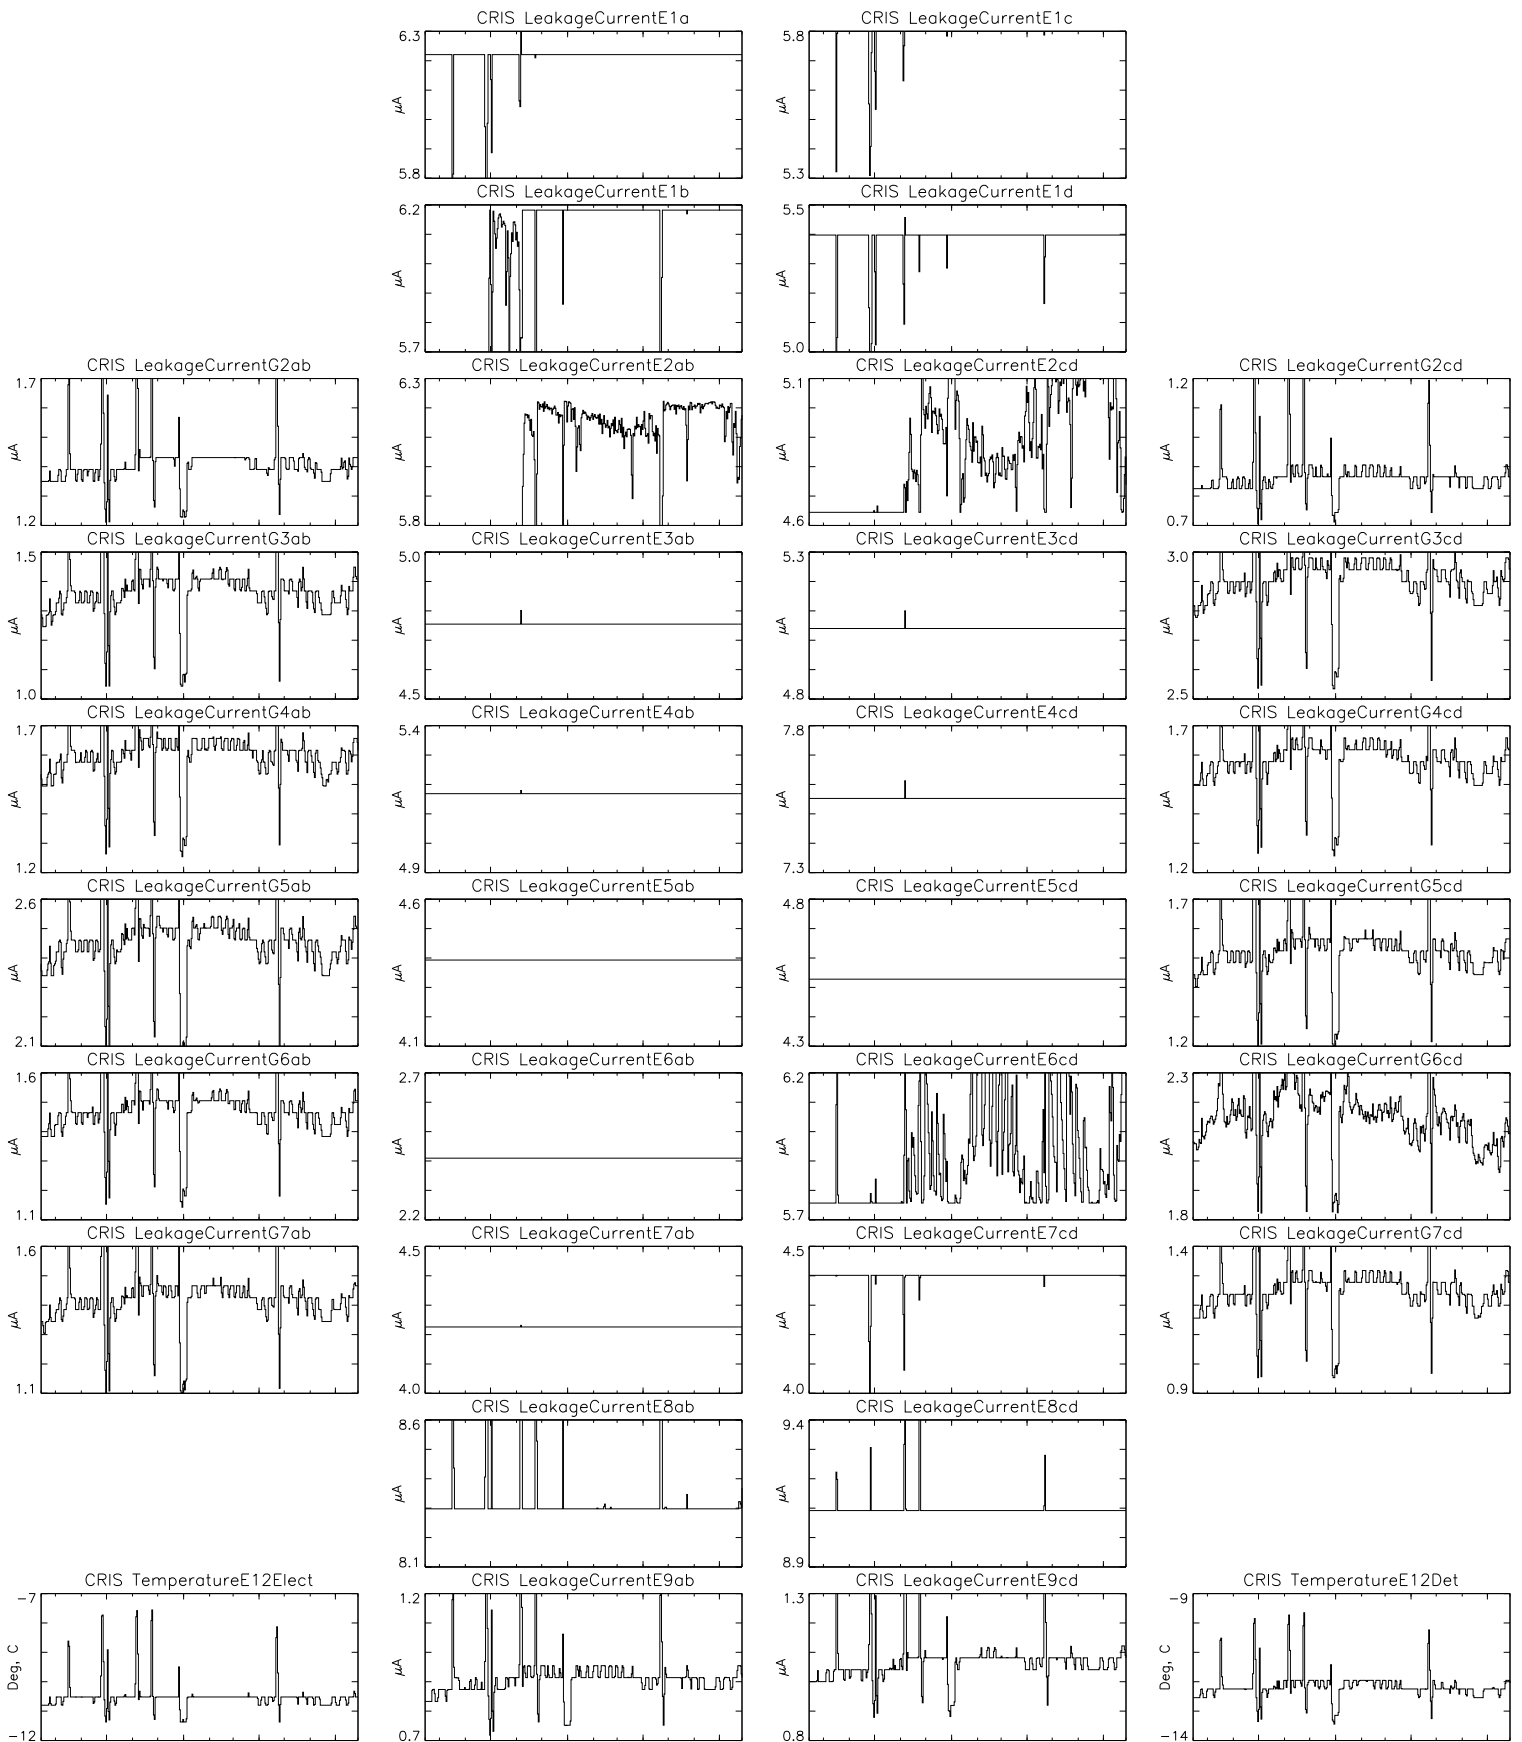 CRIS LeakageCurrentE1a CRIS LeakageCurrentE1c
6.3 5.8
μA μA
5.8 5.3
CRIS LeakageCurrentE1b CRIS LeakageCurrentE1d
6.2 5.5
μA μA
5.7 5.0
CRIS LeakageCurrentG2ab CRIS LeakageCurrentE2ab CRIS LeakageCurrentE2cd CRIS LeakageCurrentG2cd
1.7 6.3 5.1 1.2
μA μA μA μA
1.2 5.8 4.6 0.7
CRIS LeakageCurrentG3ab CRIS LeakageCurrentE3ab CRIS LeakageCurrentE3cd CRIS LeakageCurrentG3cd
1.5 5.0 5.3 3.0
μA μA μA μA
1.0 4.5 4.8 2.5
CRIS LeakageCurrentG4ab CRIS LeakageCurrentE4ab CRIS LeakageCurrentE4cd CRIS LeakageCurrentG4cd
1.7 5.4 7.8 1.7
μA μA μA μA
1.2 4.9 7.3 1.2
CRIS LeakageCurrentG5ab CRIS LeakageCurrentE5ab CRIS LeakageCurrentE5cd CRIS LeakageCurrentG5cd
2.6 4.6 4.8 1.7
μA μA μA μA
2.1 4.1 4.3 1.2
CRIS LeakageCurrentG6ab CRIS LeakageCurrentE6ab CRIS LeakageCurrentE6cd CRIS LeakageCurrentG6cd
1.6 2.7 6.2 2.3
μA μA μA μA
1.1 2.2 5.7 1.8
CRIS LeakageCurrentG7ab CRIS LeakageCurrentE7ab CRIS LeakageCurrentE7cd CRIS LeakageCurrentG7cd
1.6 4.5 4.5 1.4
μA μA μA μA
1.1 4.0 4.0 0.9
CRIS LeakageCurrentE8ab CRIS LeakageCurrentE8cd
8.6 9.4
μA μA
8.1 8.9
CRIS TemperatureE12Elect CRIS LeakageCurrentE9ab CRIS LeakageCurrentE9cd CRIS TemperatureE12Det
-7 1.2 1.3 -9
Deg, C μA μA Deg, C
-12 0.7 0.8 -14